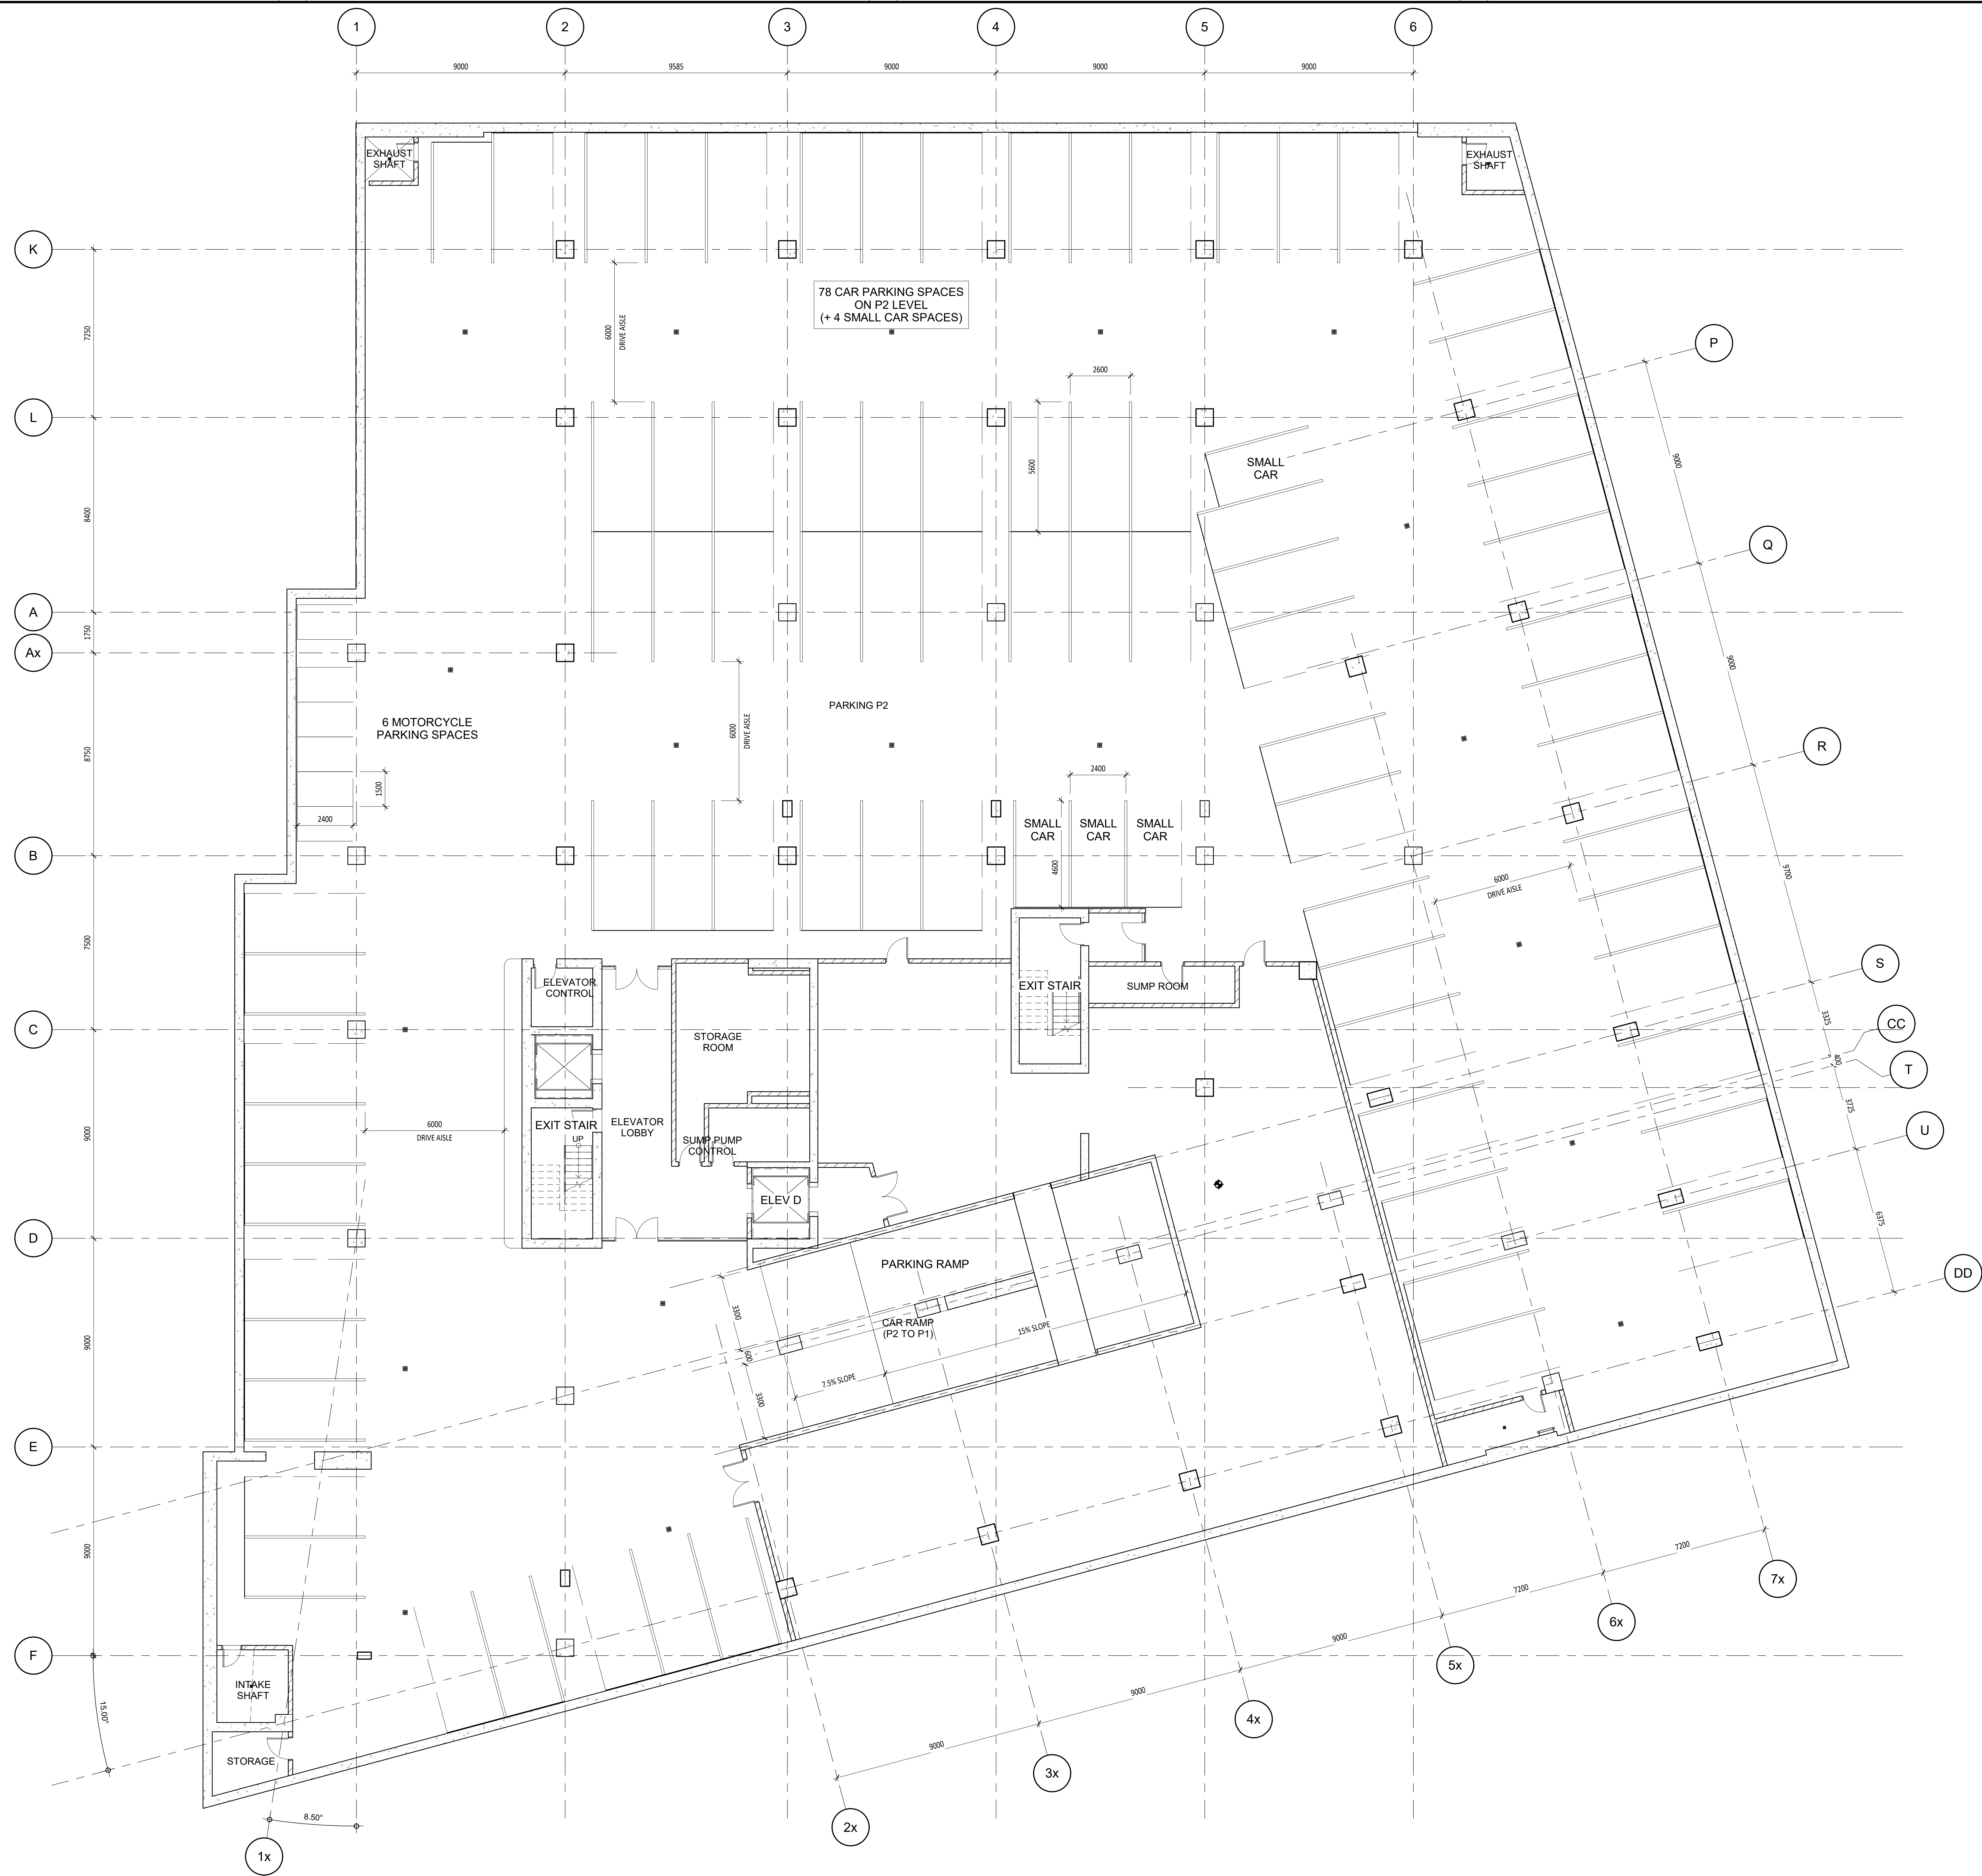 1
2
3
4
5
6
9000
9585
9000
9000
9000
EXHAUST
SHAFT
EXHAUST
SHAFT
K
78 CAR PARKING SPACES
ON P2 LEVEL
(+ 4 SMALL CAR SPACES)
7250
6000
DRIVE AISLE
P
2600
L
9000
5600
SMALL
CAR
8400
Q
A
1750
Ax
9000
6 MOTORCYCLE
PARKING SPACES
PARKING P2
6000
DRIVE AISLE
R
8750
1500
2400
2400
SMALL
CAR
SMALL
CAR
SMALL
CAR
4600
B
9700
6000
DRIVE AISLE
7500
S
ELEVATOR
CONTROL
EXIT STAIR
SUMP ROOM
3325
CC
C
STORAGE
ROOM
400
T
9000
6000
DRIVE AISLE
EXIT STAIR
UP
ELEVATOR
LOBBY
SUMP PUMP
CONTROL
3725
U
ELEV D
6375
D
PARKING RAMP
DD
3300
CAR RAMP
(P2 TO P1)
15% SLOPE
600
7.5% SLOPE
3300
9000
E
9000
7200
7x
7200
6x
9000
5x
F
INTAKE
SHAFT
9000
4x
15.00°
STORAGE
9000
3x
8.50°
2x
1x